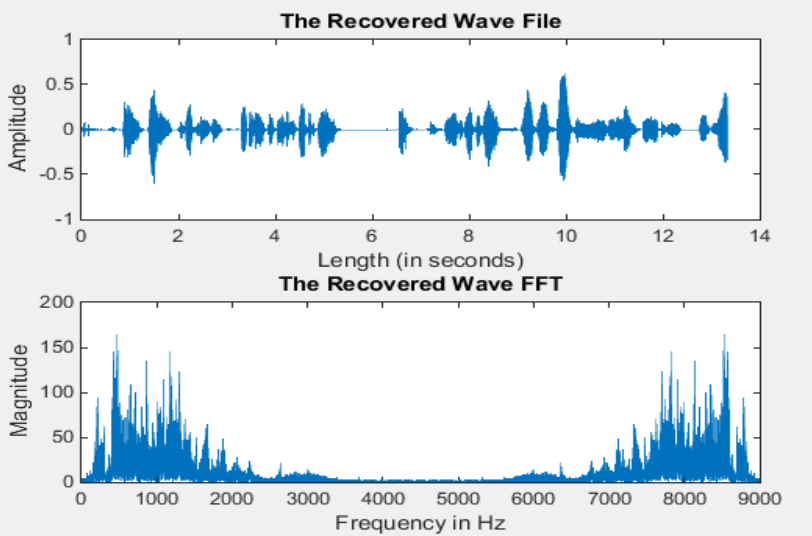 The Recovered Wave File
1
0.5
0
-0.5
-1
Amplitude
0 2 4 6 8 10 12 14
Length (in seconds)
The Recovered Wave FFT
200
150
100
50
0
Magnitude
0 1000 2000 3000 4000 5000 6000 7000 8000 9000
Frequency in Hz